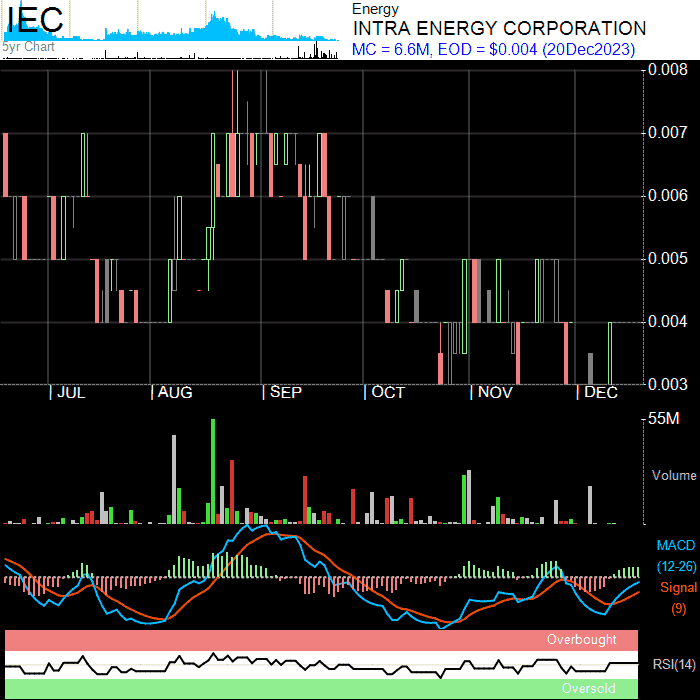 IEC
5yr Chart
Energy
INTRA ENERGY CORPORATION
MC = 6.6M, EOD = $0.004 (20Dec2023)
0.008
0.007
0.006
0.005
0.004
0.003
JUL
AUG
SEP
OCT
NOV
DEC
55M
Volume
MACD
(12-26)
Signal
(9)
Overbought
RSI(14)
Oversold